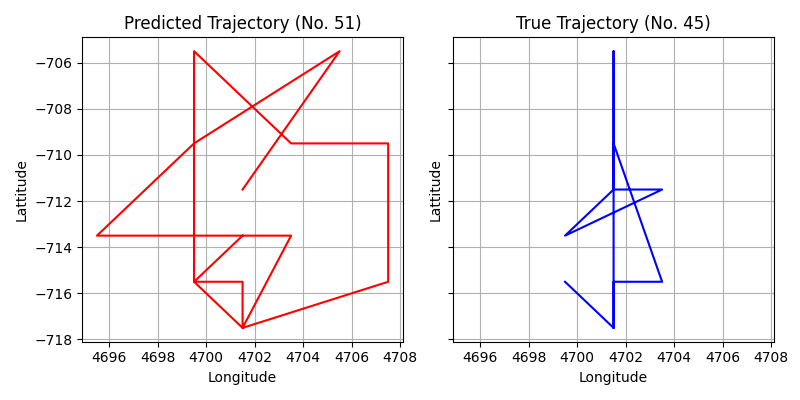 Predicted Trajectory (No. 51)
True Trajectory (No. 45)
−706
−708
−710
−712
−714
−716
−718
Lattitude
Lattitude
4696 4698 4700 4702 4704 4706 4708
4696 4698 4700 4702 4704 4706 4708
Longitude
Longitude